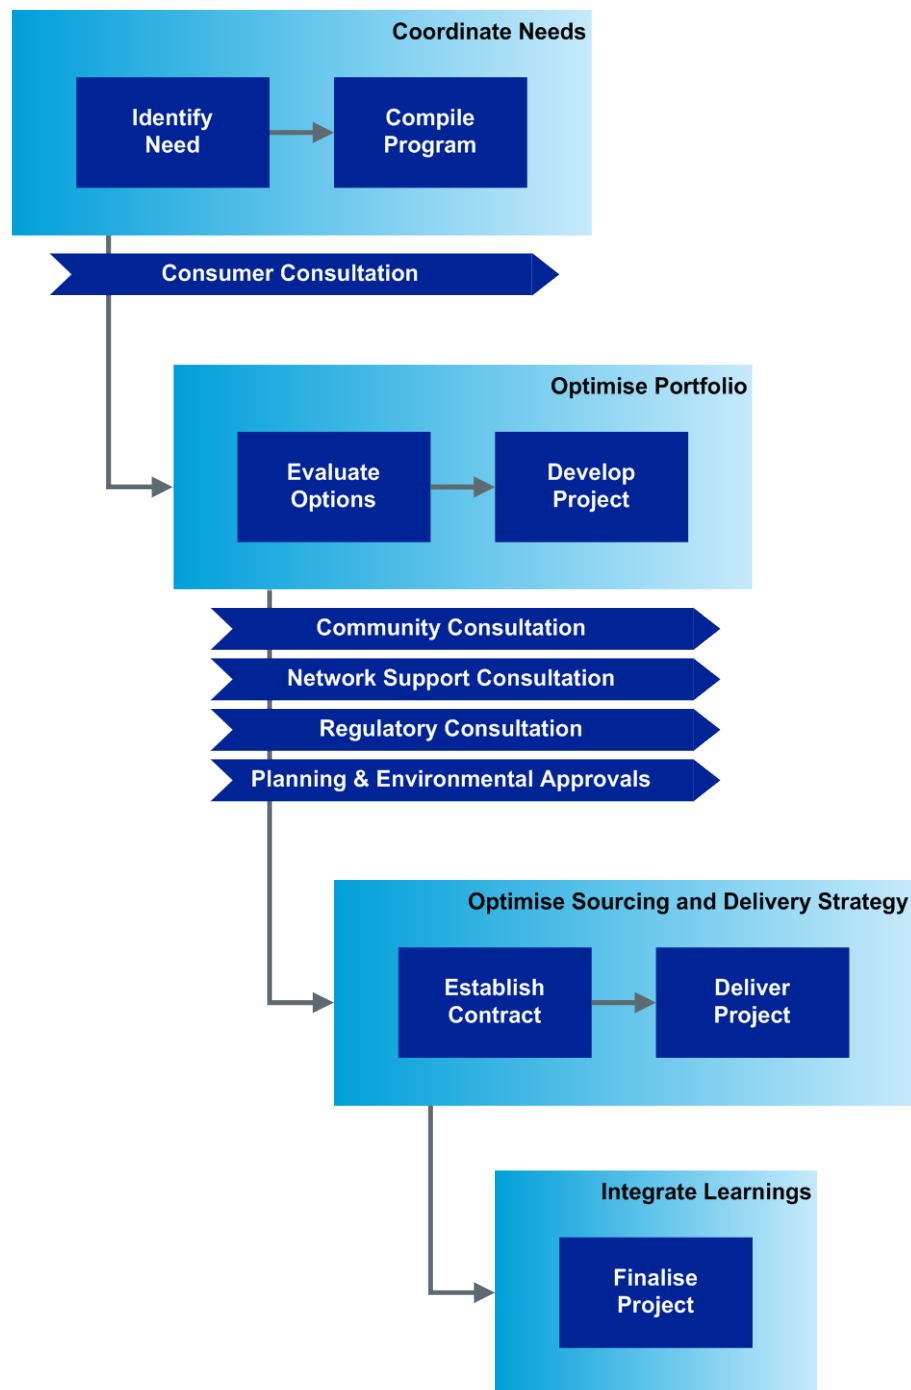 Coordinate Needs
Identify
Need
Compile
Program
Consumer Consultation
Optimise Portfolio
Evaluate
Options
Develop
Project
Community Consultation
Network Support Consultation
Regulatory Consultation
Planning & Environmental Approvals
Optimise Sourcing and Delivery Strategy
Establish
Contract
Deliver
Project
Integrate Learnings
Finalise
Project